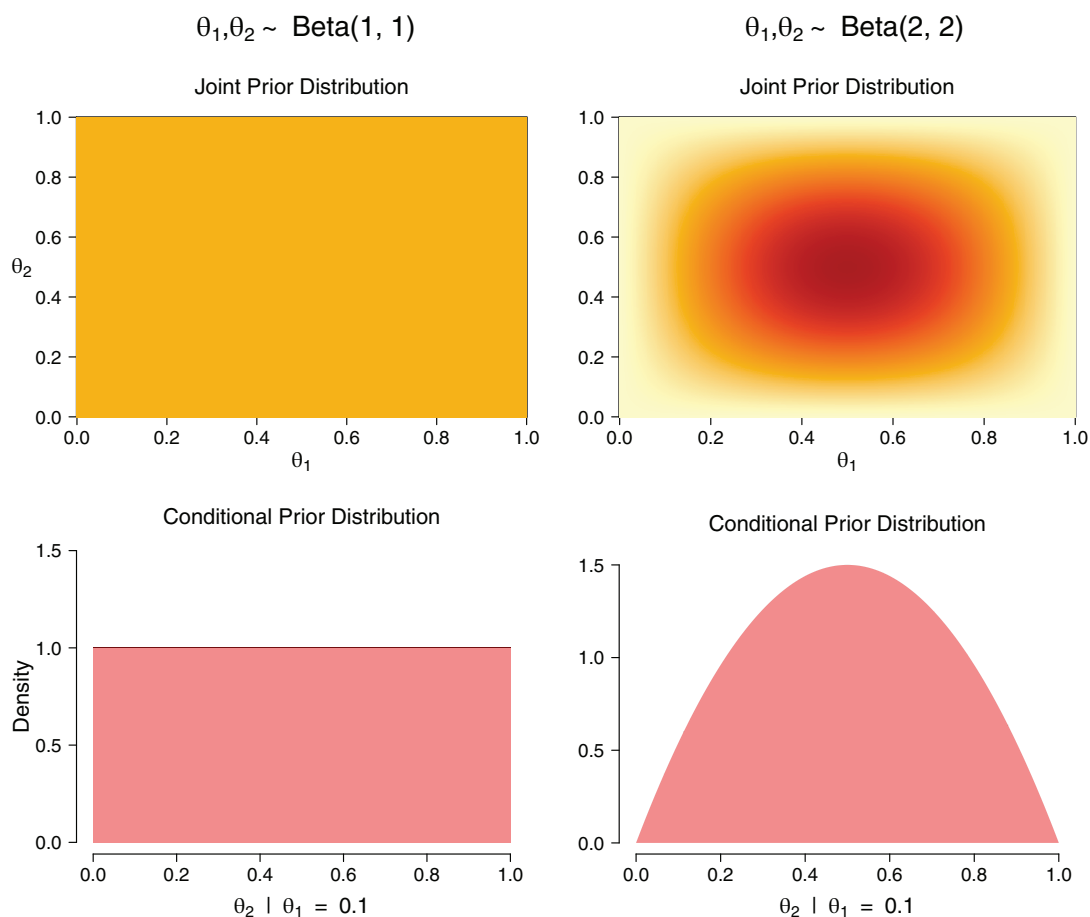 θ1,θ2 ~ Beta(1, 1)
Joint Prior Distribution
1.0
0.8
0.6
θ2
0.4
0.2
0.0
0.0 0.2 0.4 0.6 0.8 1.0
θ1
Conditional Prior Distribution
1.5
1.0
Density
0.5
0.0
0.0 0.2 0.4 0.6 0.8 1.0
θ2 | θ1 = 0.1
θ1,θ2 ~ Beta(2, 2)
Joint Prior Distribution
1.0
0.8
0.6
0.4
0.2
0.0
0.0 0.2 0.4 0.6 0.8 1.0
θ1
Conditional Prior Distribution
1.5
1.0
0.5
0.0
0.0 0.2 0.4 0.6 0.8 1.0
θ2 | θ1 = 0.1